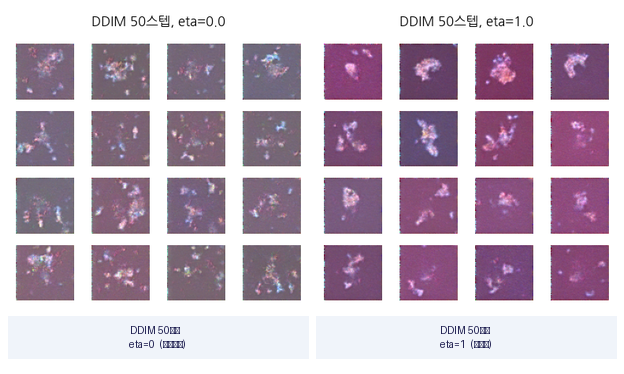 DDIM 50스텝, eta=0.0
DDIM 50스텝, eta=1.0
DDIM 50
eta=0
DDIM 50
eta=1